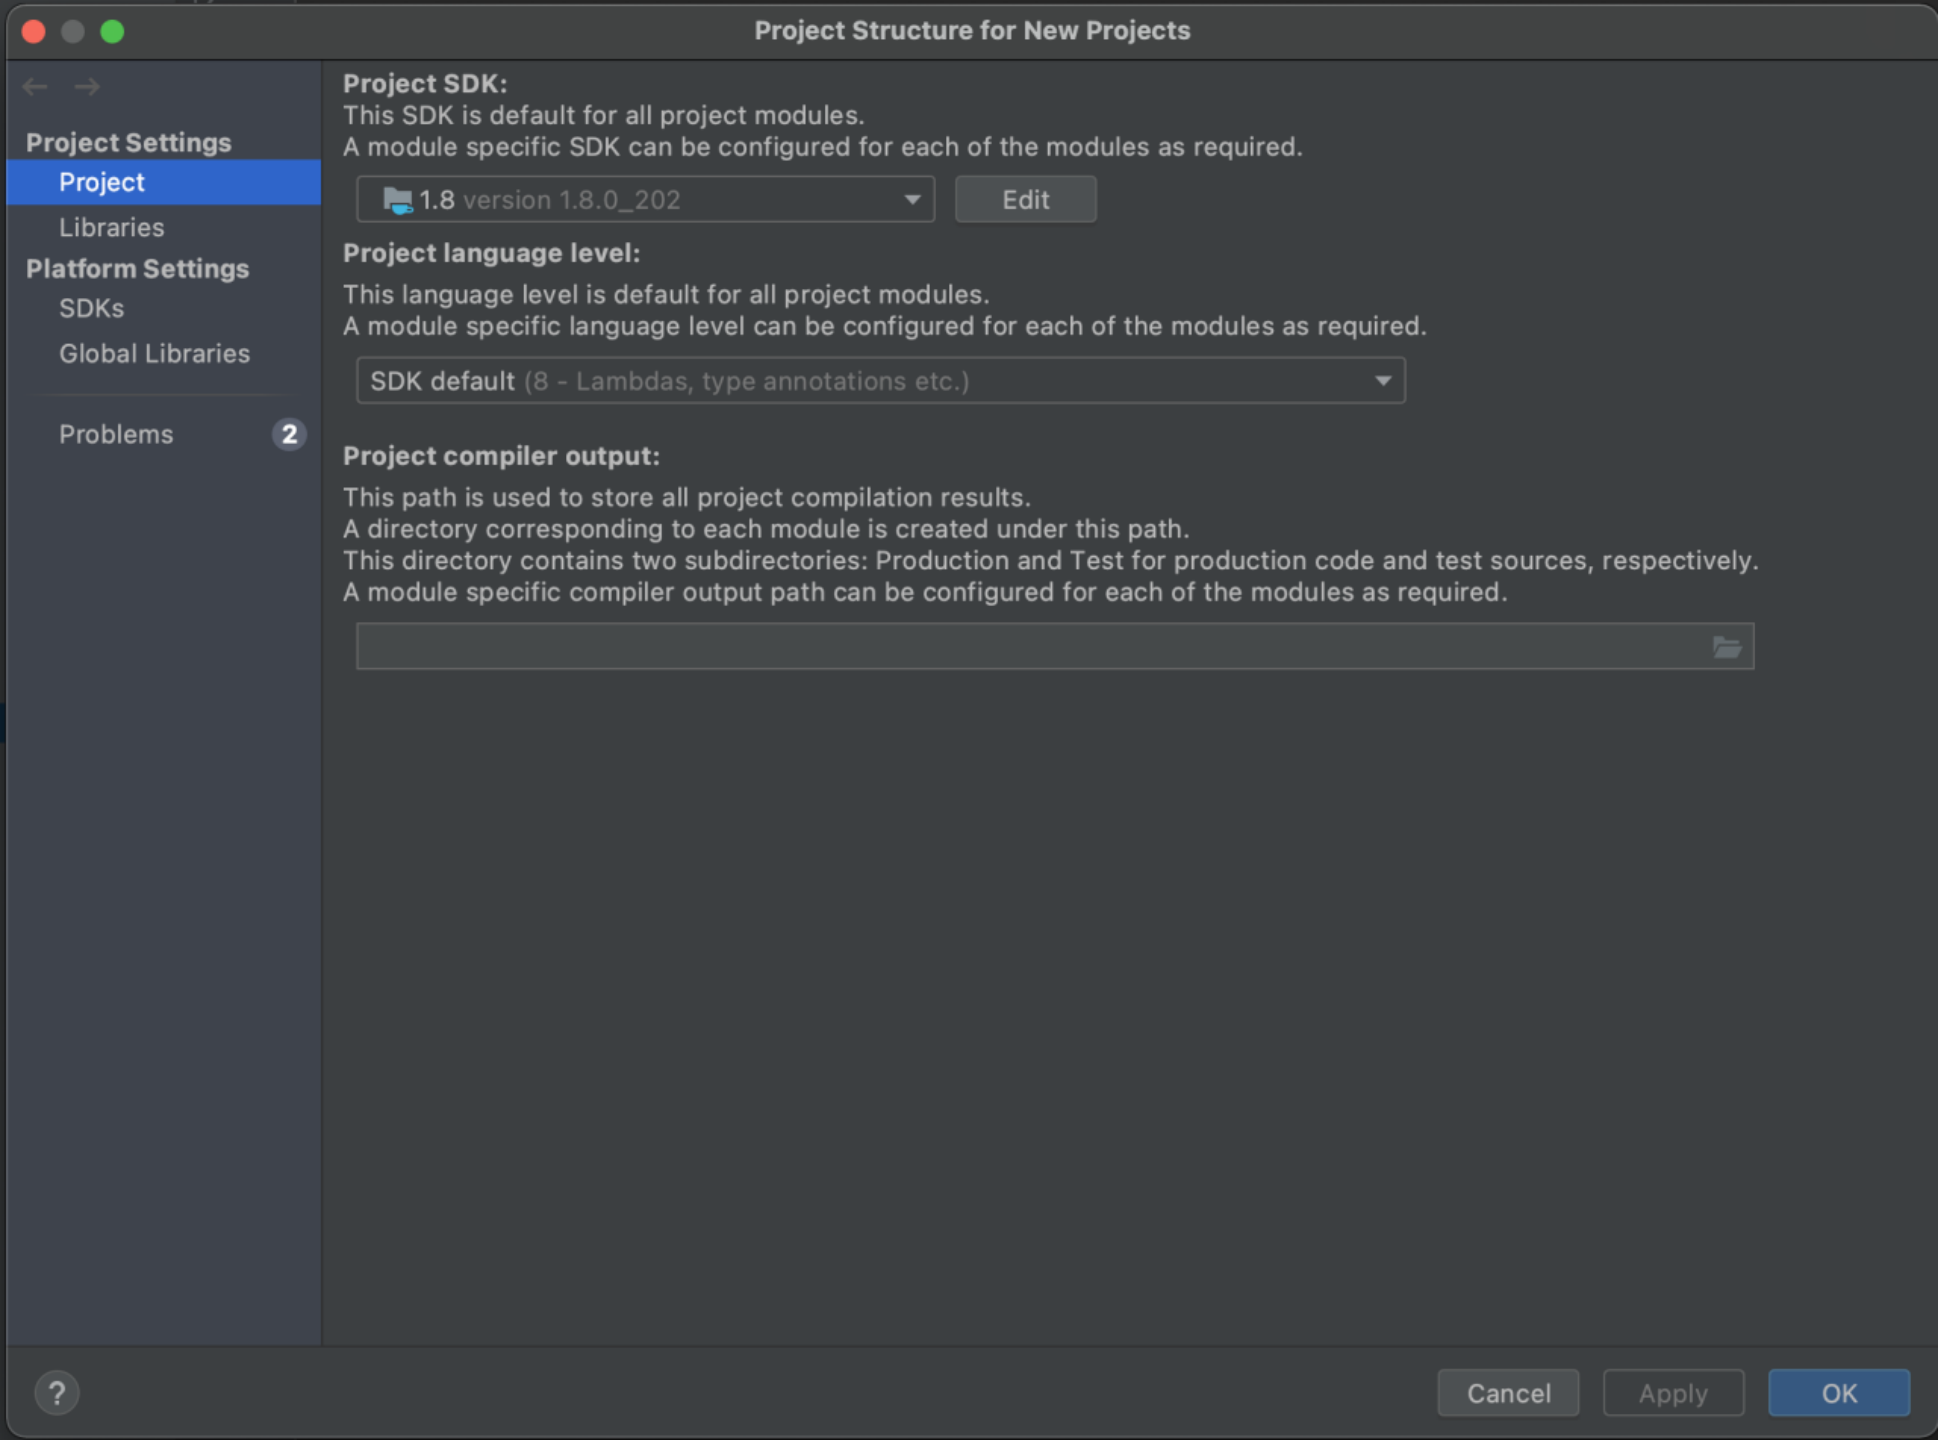 Project Structure for New Projects
Project Settings
Project
Libraries
Platform Settings
SDKs
Global Libraries
Problems 2
Project SDK:
This SDK is default for all project modules.
A module specific SDK can be configured for each of the modules as required.
1.8 version 1.8.0_202
Edit
Project language level:
This language level is default for all project modules.
A module specific language level can be configured for each of the modules as required.
SDK default (8 - Lambdas, type annotations etc.)
Project compiler output:
This path is used to store all project compilation results.
A directory corresponding to each module is created under this path.
This directory contains two subdirectories: Production and Test for production code and test sources, respectively.
A module specific compiler output path can be configured for each of the modules as required.
?
Cancel
Apply
OK